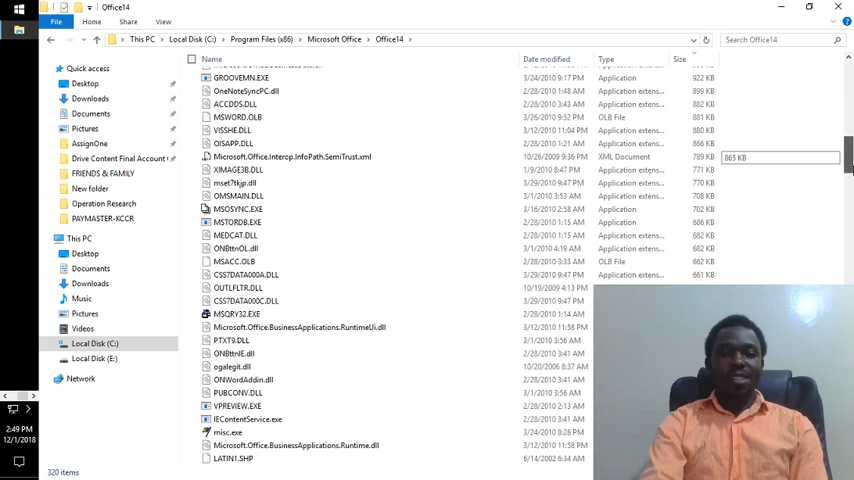 Office14
File Home Share View
This PC Local Disk (C:) Program Files (x86) Microsoft Office Office14 Search Office14
Name Date modified Type Size
GROOVEMN.EXE 3/24/2010 9:17 PM Application 922 KB
OneNoteSyncPC.dll 2/28/2010 1:48 AM Application extens... 899 KB
ACCDDS.DLL 2/28/2010 3:43 AM Application extens... 882 KB
MSWORD.OLB 3/26/2010 9:52 PM OLB File 881 KB
VISSHE.DLL 3/12/2010 11:04 PM Application extens... 880 KB
OISAPP.DLL 2/28/2010 1:21 AM Application extens... 866 KB
Microsoft.Office.Interop.InfoPath.SemiTrust.xml 10/26/2009 9:36 PM XML Document 789 KB 865 KB
XIMAGE3B.DLL 1/9/2010 8:47 PM Application extens... 771 KB
mset7tkjp.dll 3/29/2010 9:47 PM Application extens... 770 KB
OMSMAIN.DLL 3/1/2010 3:53 AM Application extens... 708 KB
MSOSYNC.EXE 3/16/2010 2:58 AM Application 702 KB
MSTORDB.EXE 2/28/2010 1:15 AM Application 686 KB
MEDCAT.DLL 2/28/2010 1:15 AM Application extens... 682 KB
ONBttnOL.dll 3/1/2010 4:19 AM Application extens... 668 KB
MSACC.OLB 2/28/2010 3:33 AM OLB File 662 KB
CSS7DATA000A.DLL 3/29/2010 9:47 PM Application extens... 661 KB
OUTLFLTR.DLL 10/19/2009 4:13 PM
CSS7DATA000C.DLL 3/29/2010 9:47 PM
MSQRY32.EXE 2/28/2010 1:14 AM
Microsoft.Office.BusinessApplications.RuntimeUi.dll 3/12/2010 11:58 PM
PTXT9.DLL 3/1/2010 3:56 AM
ONBttnIE.dll 2/28/2010 3:41 AM
ogalegit.dll 10/20/2006 8:37 PM
ONWordAddin.dll 2/28/2010 3:41 AM
PUBCONV.DLL 3/1/2010 3:56 AM
VPREVIEW.EXE 2/28/2010 2:13 AM
IEContentService.exe 2/28/2010 3:41 AM
misc.exe 3/24/2010 8:28 PM
Microsoft.Office.BusinessApplications.Runtime.dll 3/12/2010 11:58 PM
LATIN1.SHP 6/14/2002 6:34 AM
Quick access
Desktop
Downloads
Documents
Pictures
AssignOne
Drive Content Final Account
FRIENDS & FAMILY
New folder
Operation Research
PAYMASTER-KCCR
This PC
Desktop
Documents
Downloads
Music
Pictures
Videos
Local Disk (C:)
Local Disk (E:)
Network
320 items
2:49 PM
12/1/2018